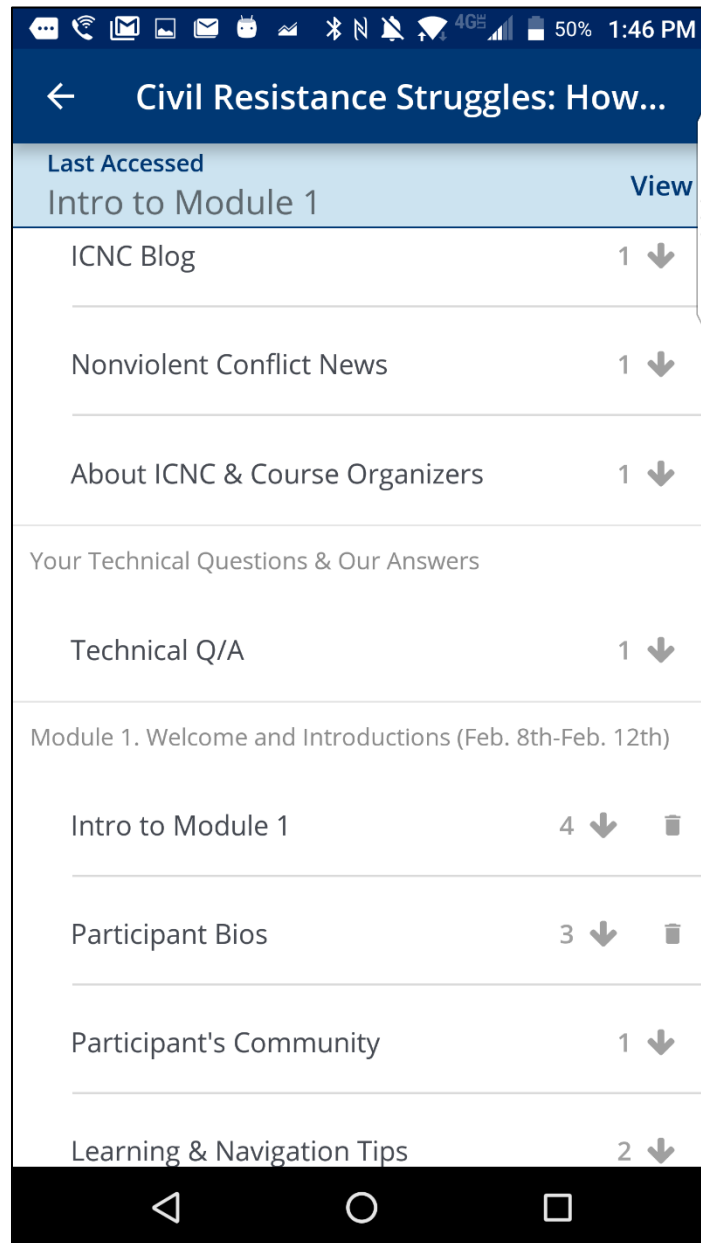 4G 50% 1:46 PM
Civil Resistance Struggles: How...
Last Accessed
Intro to Module 1
View
ICNC Blog 1
Nonviolent Conflict News 1
About ICNC & Course Organizers 1
Your Technical Questions & Our Answers
Technical Q/A 1
Module 1. Welcome and Introductions (Feb. 8th-Feb. 12th)
Intro to Module 1 4
Participant Bios 3
Participant's Community 1
Learning & Navigation Tips 2